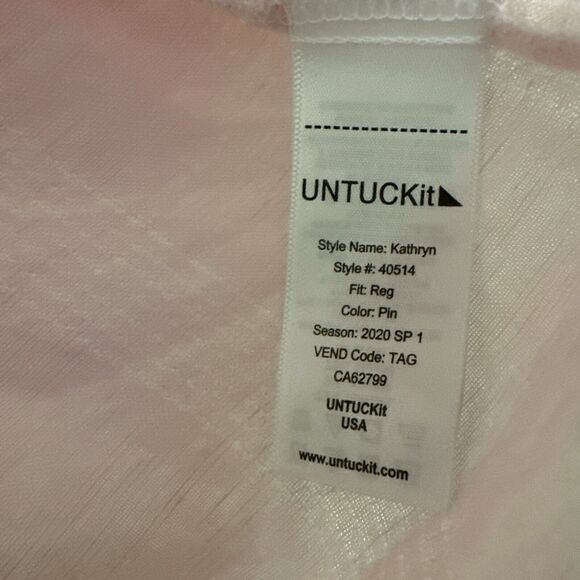 UNTUCKit
Style Name: Kathryn
Style #: 40514
Fit: Reg
Color: Pin
Season: 2020 SP 1
VEND Code: TAG
CA62799
UNTUCKit
USA
www.untuckit.com